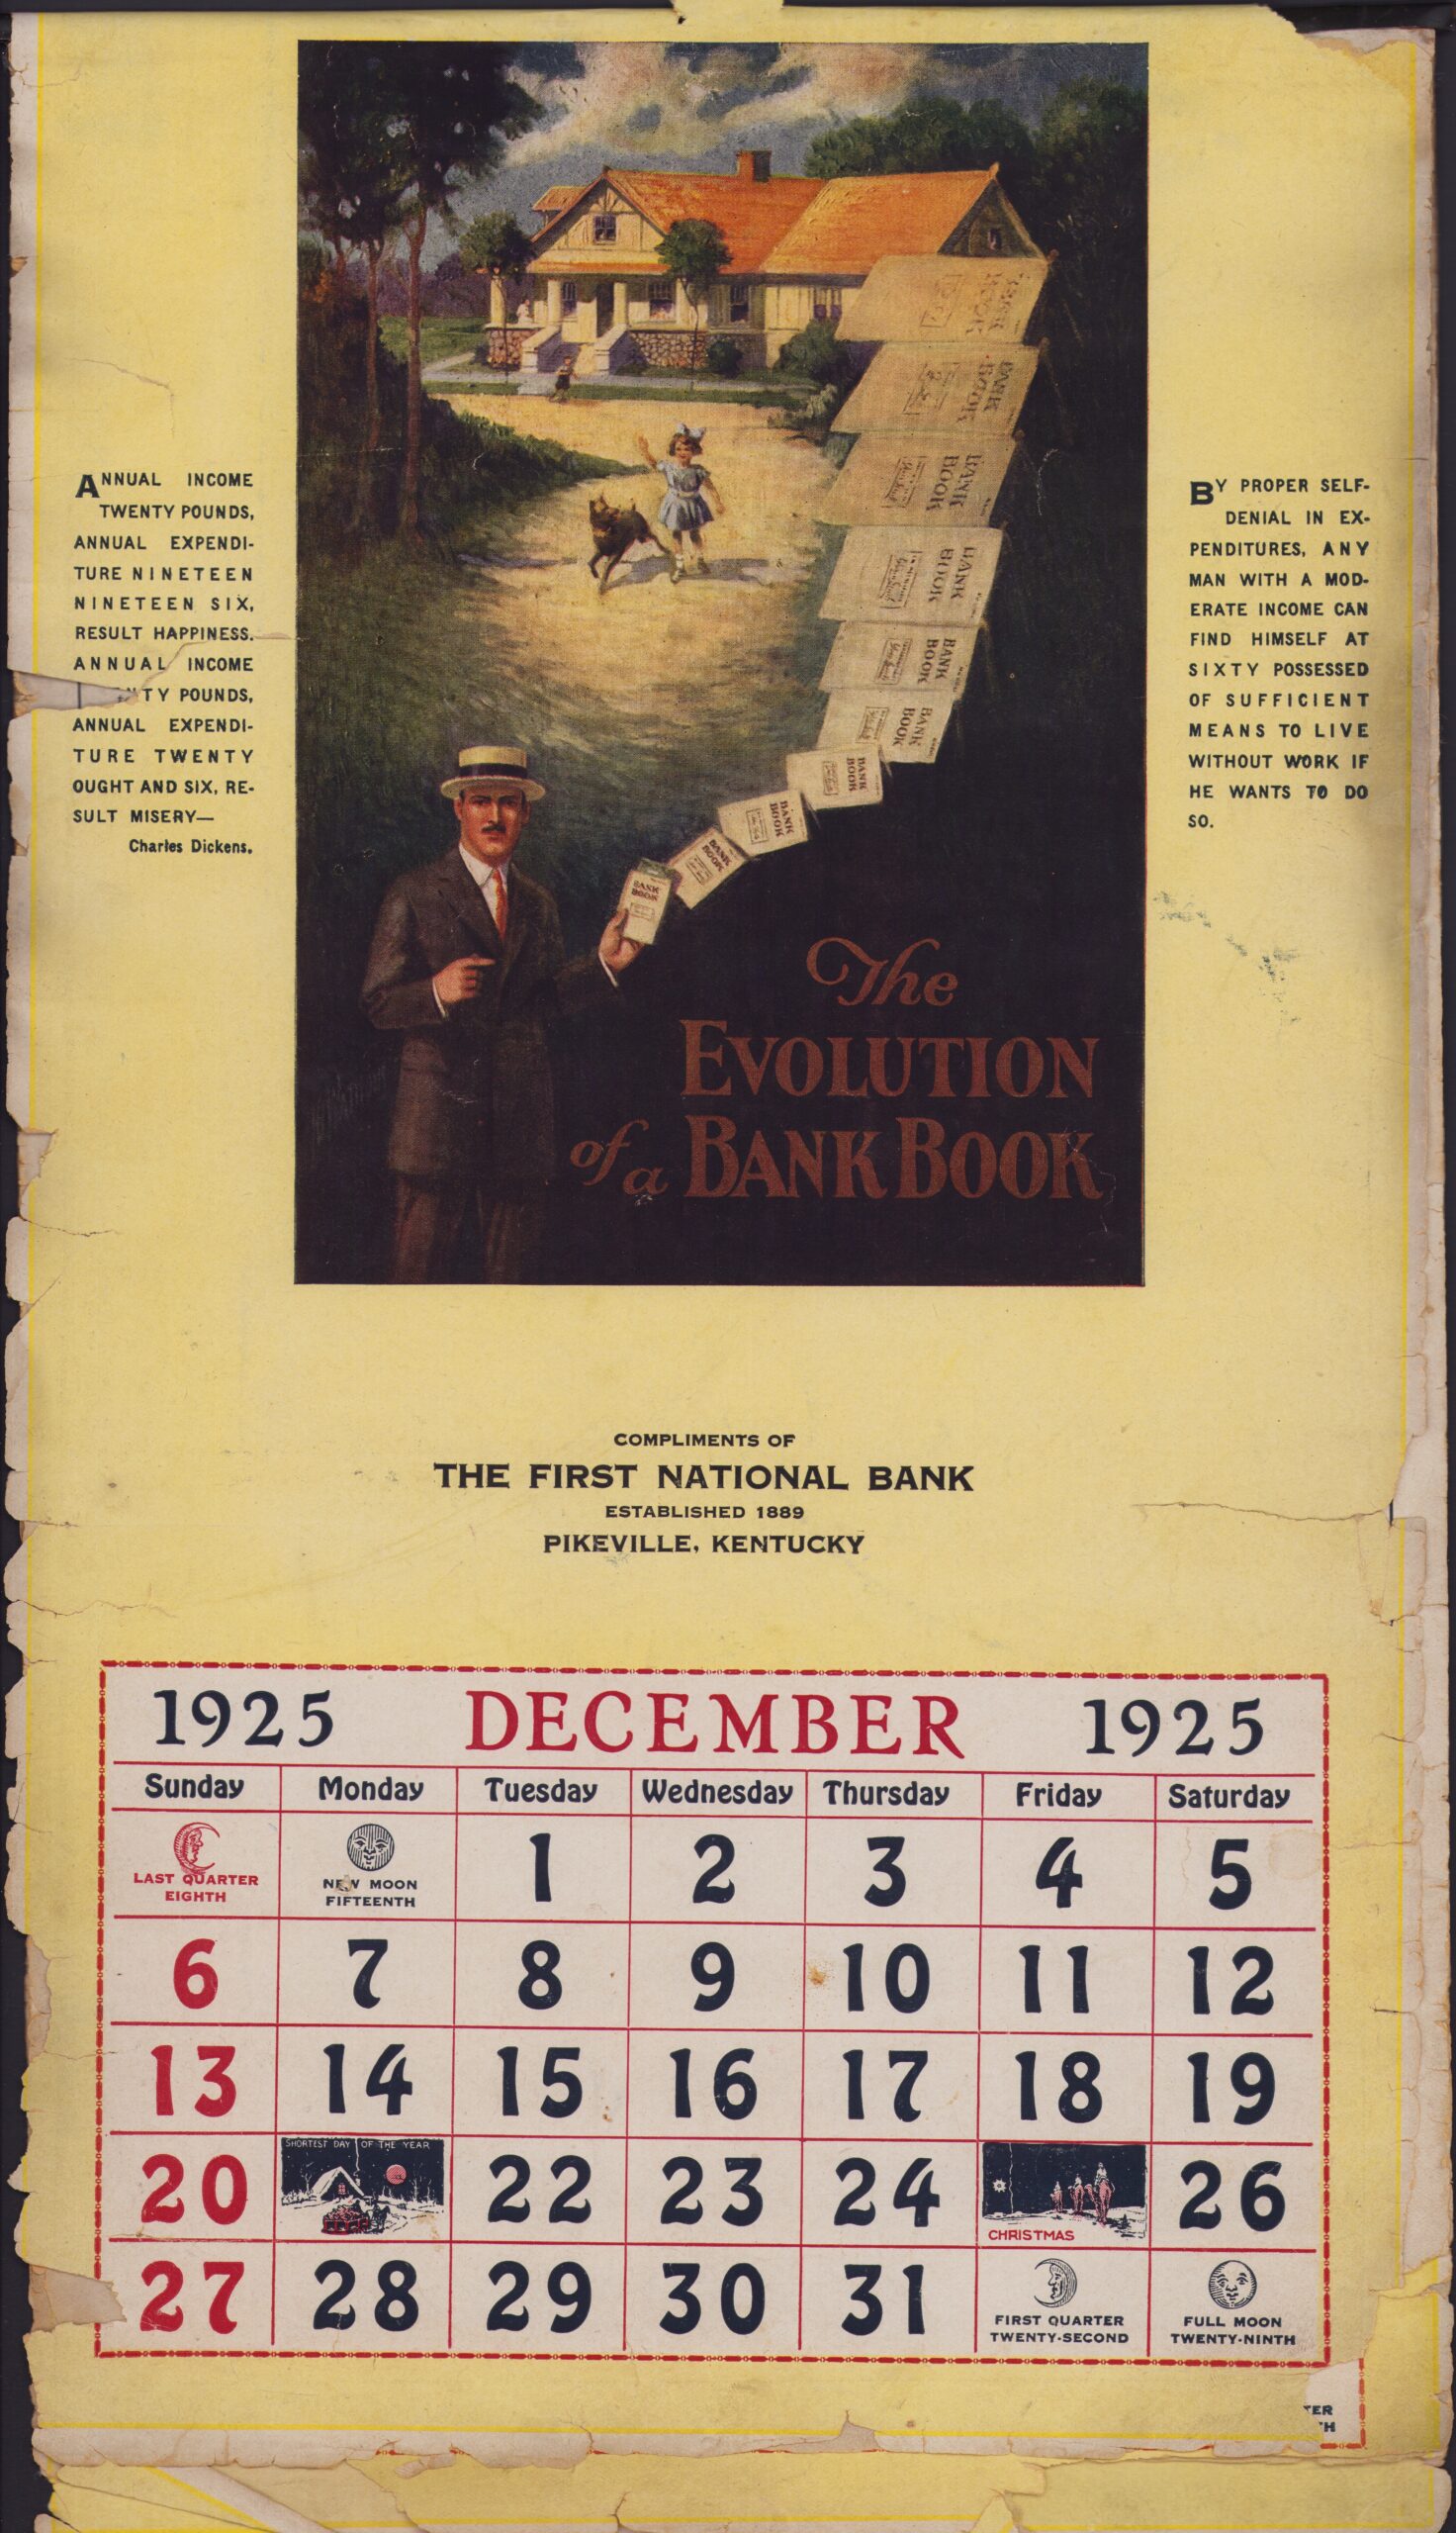 ANNUAL INCOME
TWENTY POUNDS,
ANNUAL EXPENDI-
TURE NINETEEN
NINETEEN SIX,
RESULT HAPPINESS.
ANNUAL INCOME
NTY POUNDS,
ANNUAL EXPENDI-
TURE TWENTY
OUGHT AND SIX, RE-
SULT MISERY—
Charles Dickens.
BANK BOOK
BANK BOOK
BANK BOOK
BANK BOOK
BANK BOOK
BANK BOOK
BANK BOOK
BANK BOOK
BANK BOOK
BANK BOOK
The
EVOLUTION
of a BANK BOOK
BY PROPER SELF-
DENIAL IN EX-
PENDITURES, ANY
MAN WITH A MOD-
ERATE INCOME CAN
FIND HIMSELF AT
SIXTY POSSESSED
OF SUFFICIENT
MEANS TO LIVE
WITHOUT WORK IF
HE WANTS TO DO
SO.
COMPLIMENTS OF
THE FIRST NATIONAL BANK
ESTABLISHED 1889
PIKEVILLE, KENTUCKY
1925 DECEMBER 1925
Sunday Monday Tuesday Wednesday Thursday Friday Saturday
LAST QUARTER
EIGHTH
NEW MOON
FIFTEENTH
1 2 3 4 5
6 7 8 9 10 11 12
13 14 15 16 17 18 19
20
SHORTEST DAY OF THE YEAR
22 23 24
CHRISTMAS
26
27 28 29 30 31
FIRST QUARTER
TWENTY-SECOND
FULL MOON
TWENTY-NINTH
TER
TH